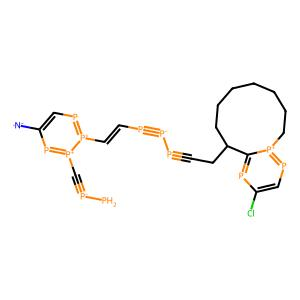 P
N⁻ P⁺ P P⁻
P P⁺ P P⁺ P
P
P PH₂
Cl